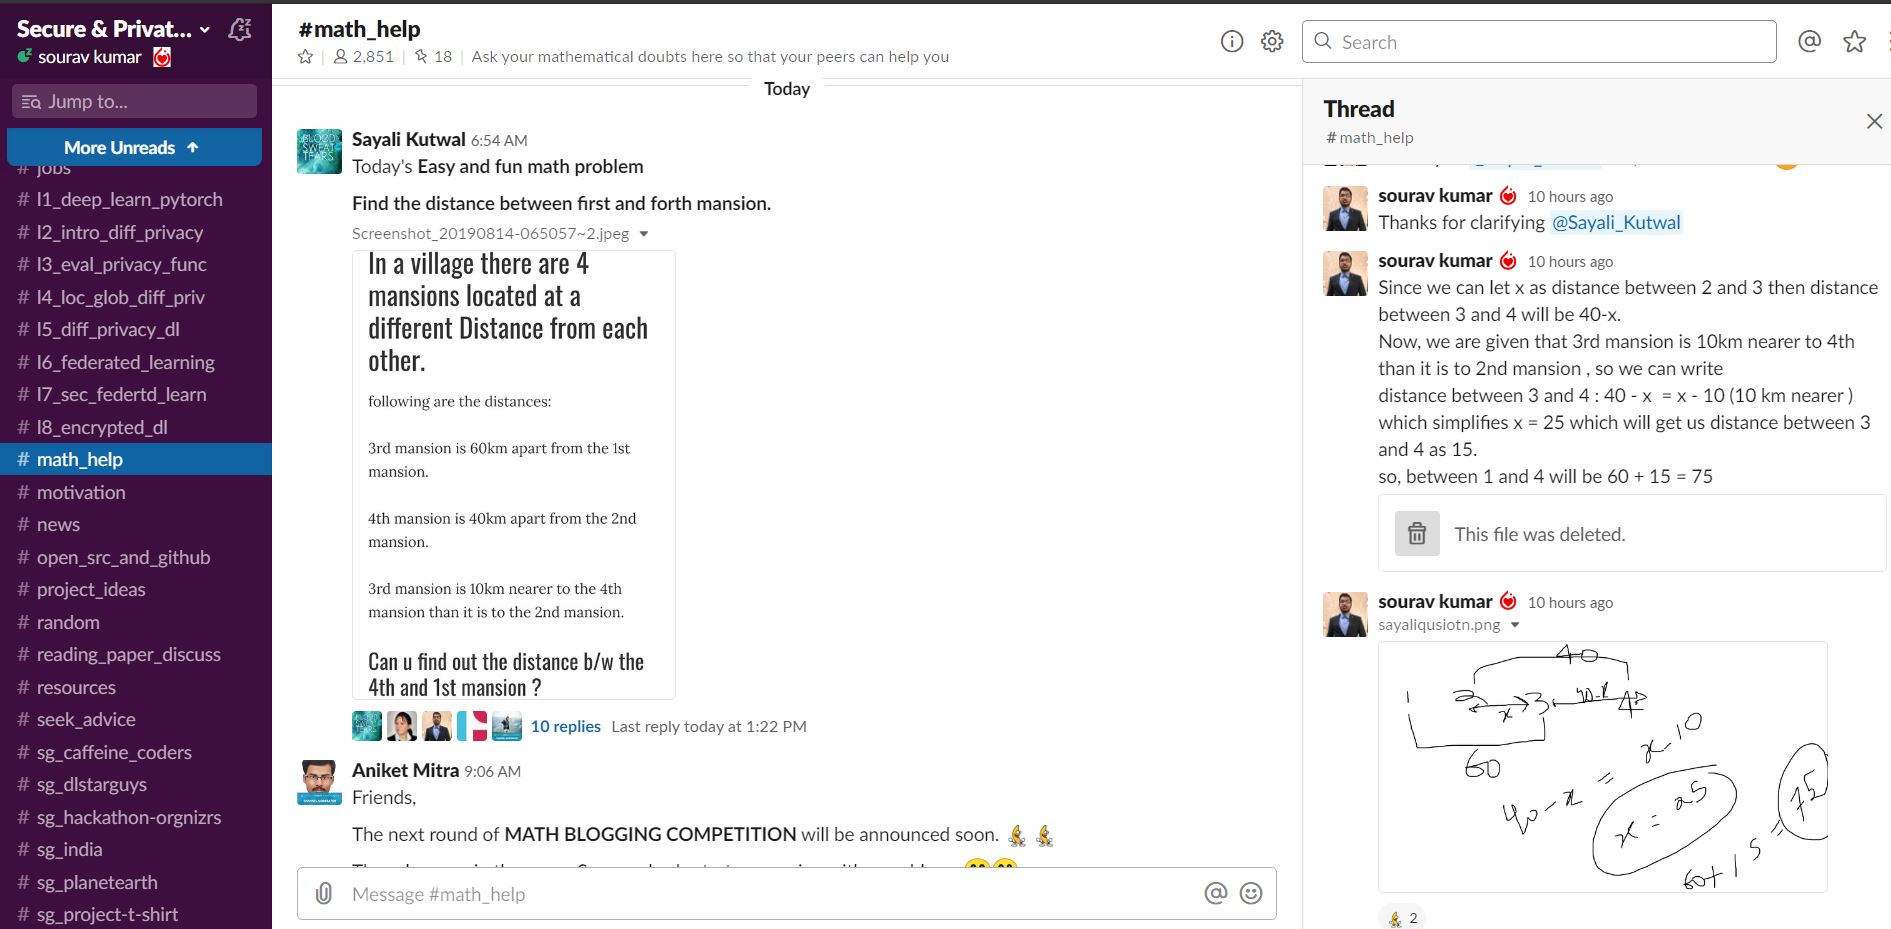 Secure & Privat...
sourav kumar
Jump to...
More Unreads ↑
# jobs
# l1_deep_learn_pytorch
# l2_intro_diff_privacy
# l3_eval_privacy_func
# l4_loc_glob_diff_priv
# l5_diff_privacy_dl
# l6_federated_learning
# l7_sec_federtd_learn
# l8_encrypted_dl
# math_help
# motivation
# news
# open_src_and_github
# project_ideas
# random
# reading_paper_discuss
# resources
# seek_advice
# sg_caffeine_coders
# sg_dlstarguys
# sg_hackathon-orgnizrs
# sg_india
# sg_planetearth
# sg_project-t-shirt
#math_help
2,851 | 18 | Ask your mathematical doubts here so that your peers can help you
Search
Today
BLOOD SWEAT TEARS
Sayali Kutwal 6:54 AM
Today's Easy and fun math problem
Find the distance between first and forth mansion.
Screenshot_20190814-065057~2.jpeg
In a village there are 4
mansions located at a
different Distance from each
other.
following are the distances:
3rd mansion is 60km apart from the 1st
mansion.
4th mansion is 40km apart from the 2nd
mansion.
3rd mansion is 10km nearer to the 4th
mansion than it is to the 2nd mansion.
Can u find out the distance b/w the
4th and 1st mansion ?
10 replies Last reply today at 1:22 PM
Aniket Mitra 9:06 AM
Friends,
The next round of MATH BLOGGING COMPETITION will be announced soon.
Message #math_help
Thread
# math_help
sourav kumar 10 hours ago
Thanks for clarifying @Sayali_Kutwal
sourav kumar 10 hours ago
Since we can let x as distance between 2 and 3 then distance
between 3 and 4 will be 40-x.
Now, we are given that 3rd mansion is 10km nearer to 4th
than it is to 2nd mansion , so we can write
distance between 3 and 4 : 40 - x = x - 10 (10 km nearer )
which simplifies x = 25 which will get us distance between 3
and 4 as 15.
so, between 1 and 4 will be 60 + 15 = 75
This file was deleted.
sourav kumar 10 hours ago
sayaliqusiotn.png
40
1 2 x 3 40-x 4
60
40-x = x-10
x = 25
60+15 = 75
2